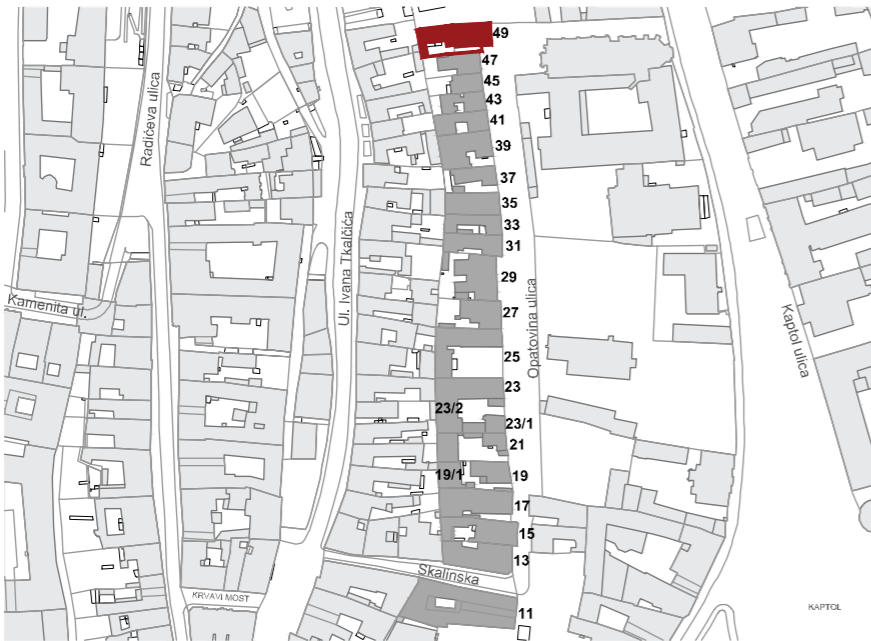 49
47
45
43
41
39
37
35
33
31
29
27
25
23
23/2
23/1
21
19/1
19
17
15
13
11
Radićeva ulica
Ul. Ivana Tkalčića
Opatovina ulica
Kaptol ulica
Kamenita ul.
Skalinska
KRVAVI MOST
KAPTOL